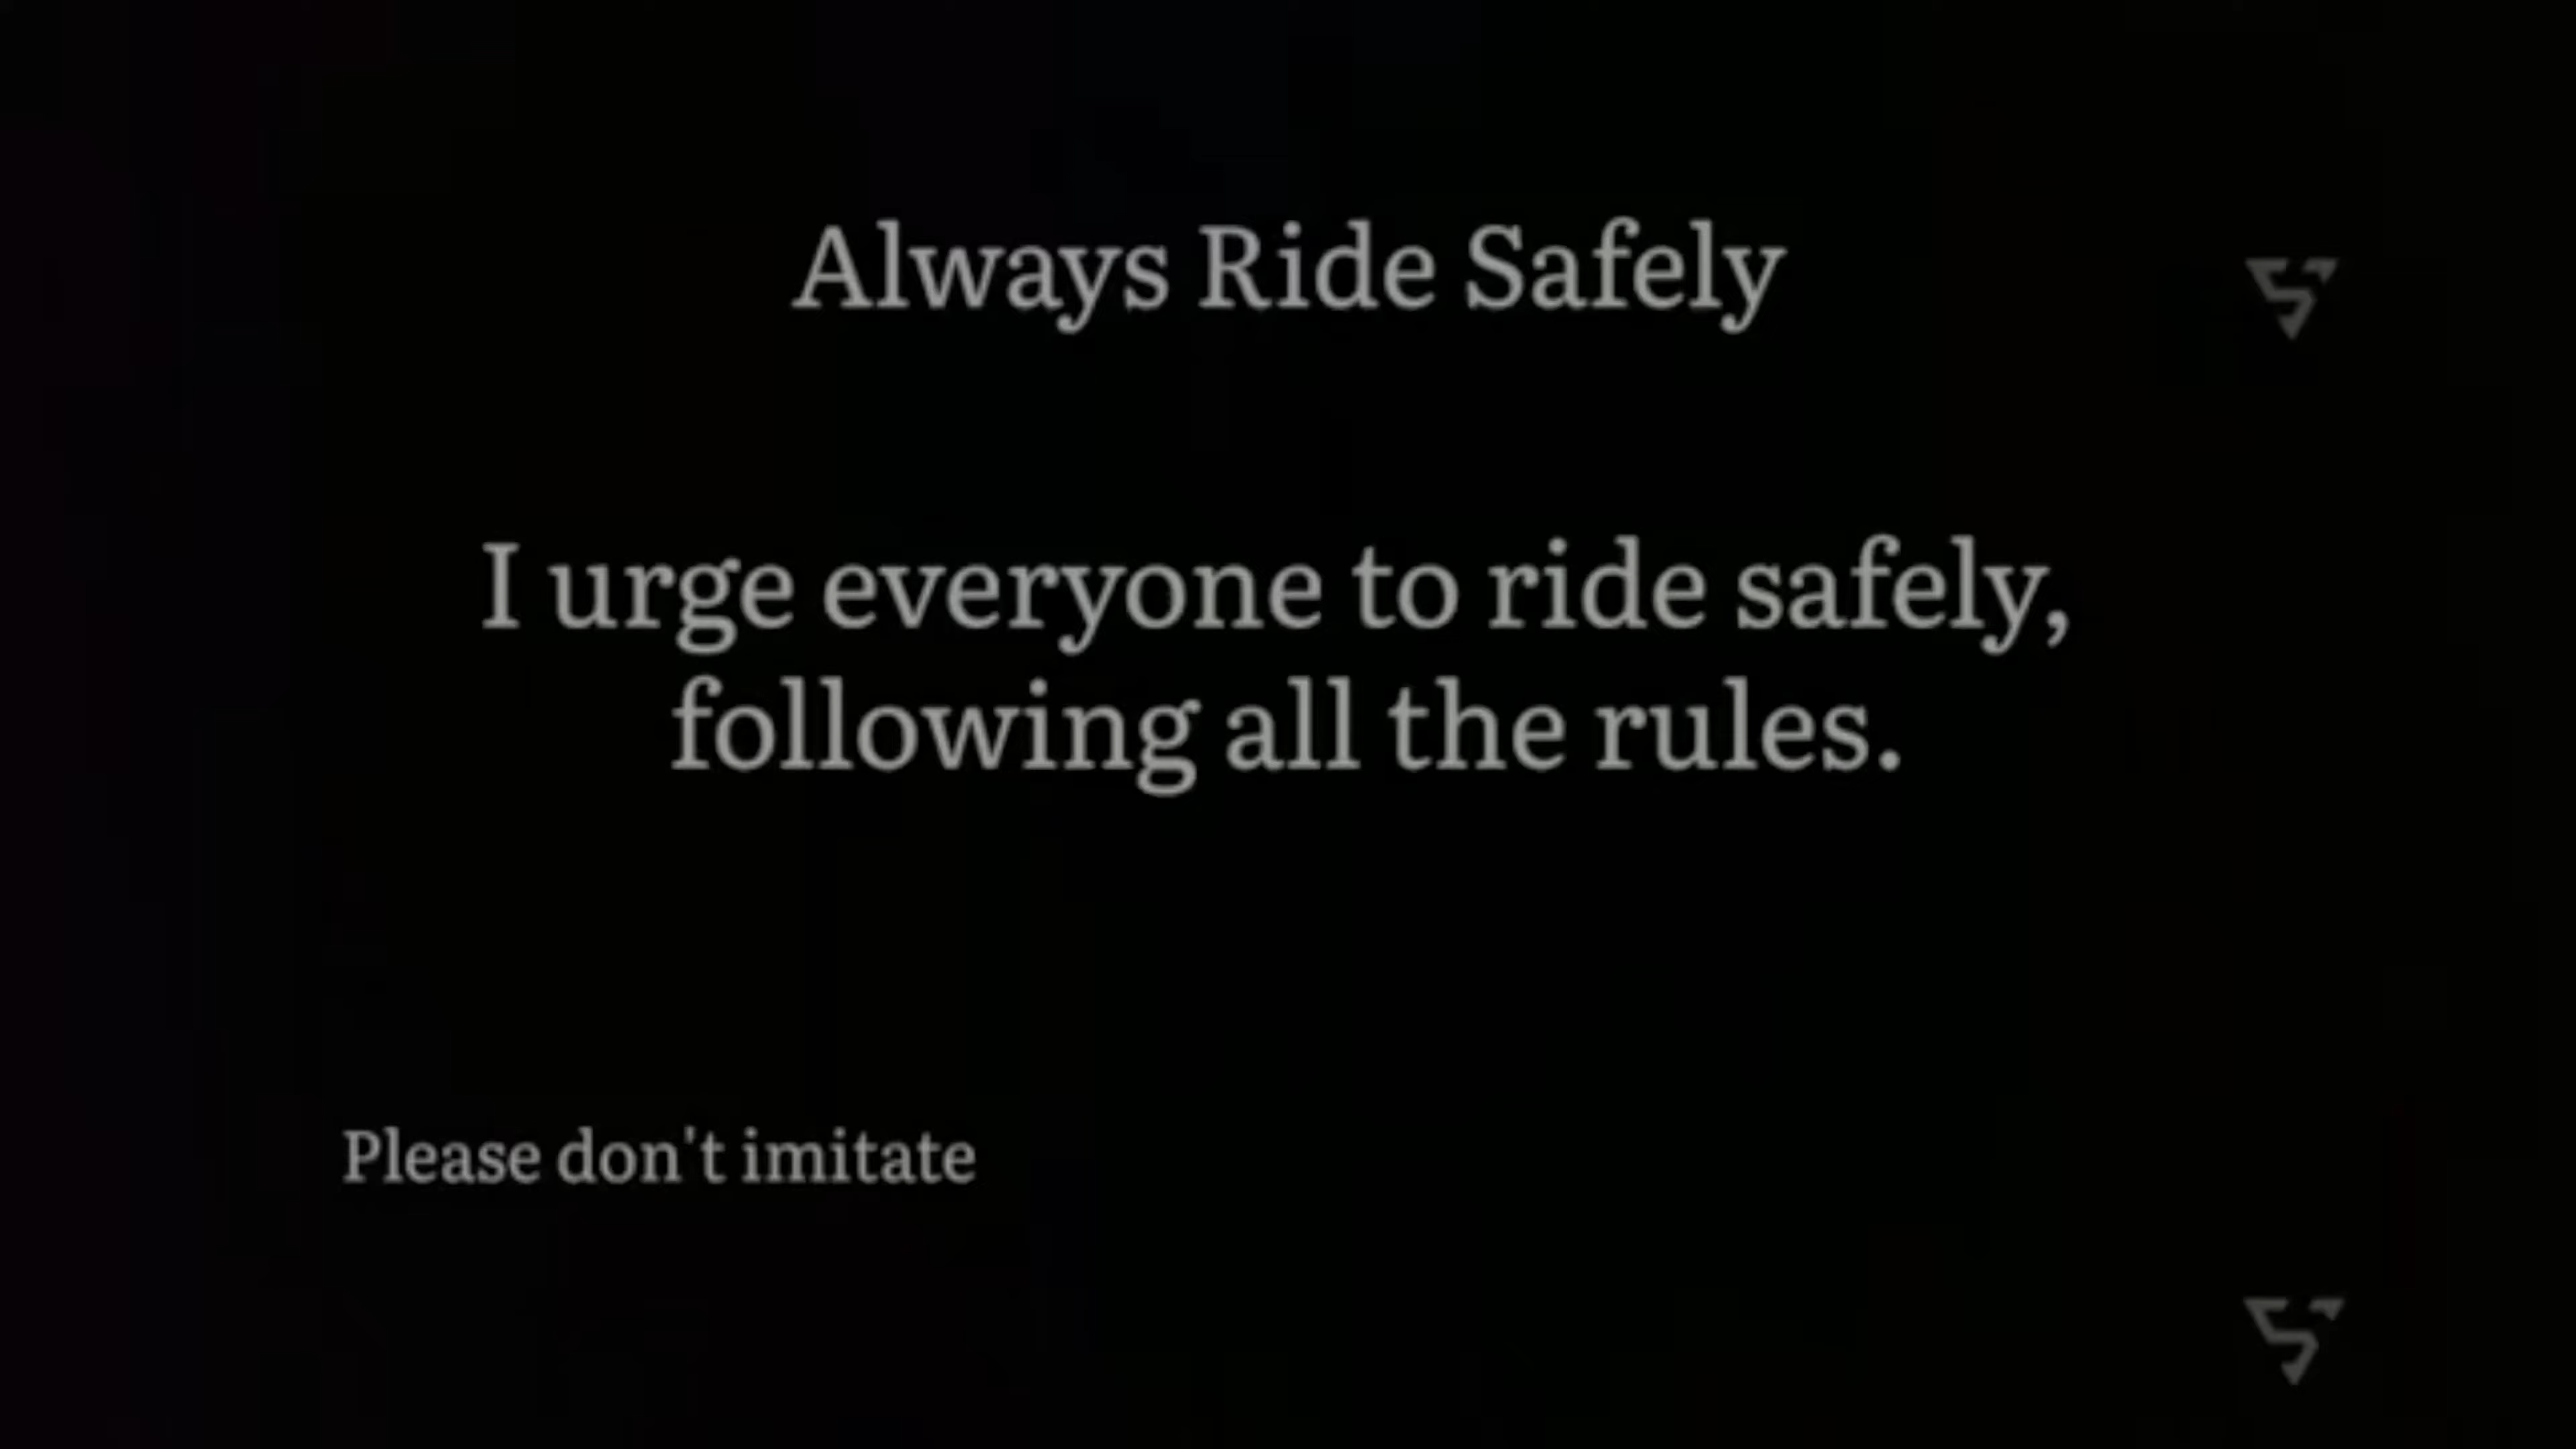 Always Ride Safely
I urge everyone to ride safely,
following all the rules.
Please don't imitate